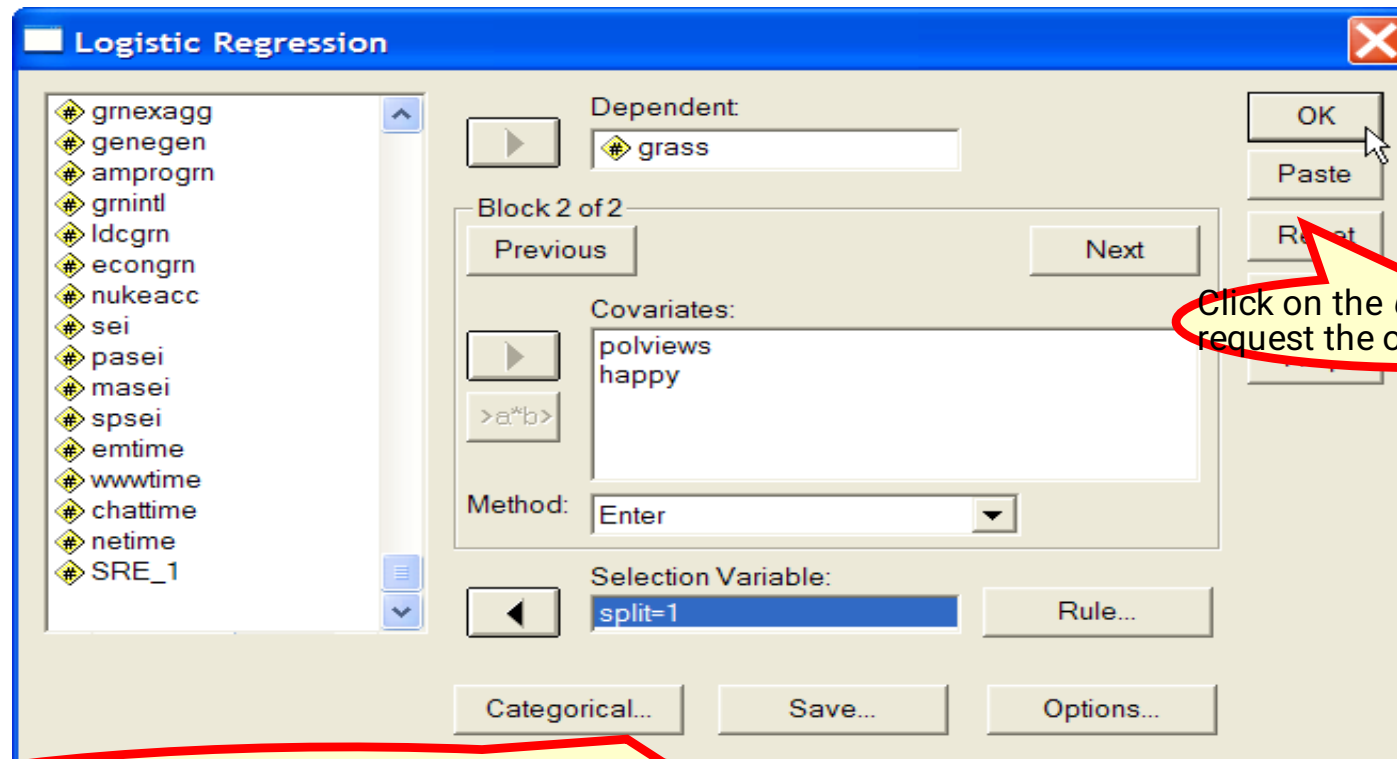 Logistic Regression
grnexagg
genegen
amprogrn
grnintl
ldcgrn
econgrn
nukeacc
sei
pasei
masei
spsei
emtime
wwwtime
chattime
netime
SRE_1
Dependent:
grass
Block 2 of 2
Previous
Next
Covariates:
polviews
happy
>a*b>
Method:
Enter
Selection Variable:
split=1
Rule...
Categorical...
Save...
Options...
OK
Paste
Click on the
request the